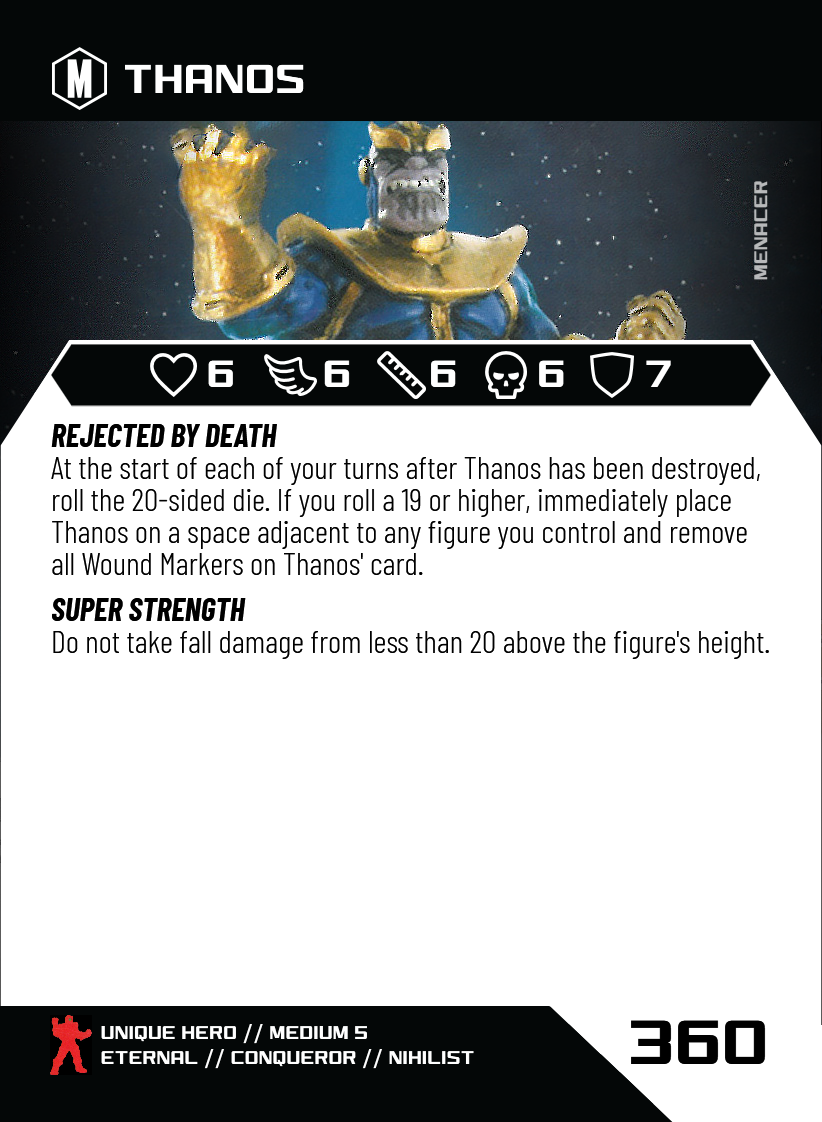 M THANOS
MENACER
6 6 6 6 7
REJECTED BY DEATH
At the start of each of your turns after Thanos has been destroyed,
roll the 20-sided die. If you roll a 19 or higher, immediately place
Thanos on a space adjacent to any figure you control and remove
all Wound Markers on Thanos' card.
SUPER STRENGTH
Do not take fall damage from less than 20 above the figure's height.
UNIQUE HERO // MEDIUM 5
ETERNAL // CONQUEROR // NIHILIST
360